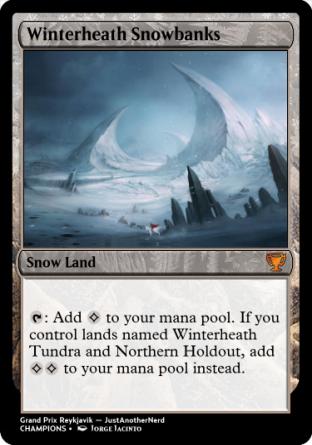 Winterheath Snowbanks
Snow Land
: Add to your mana pool. If you
control lands named Winterheath
Tundra and Northern Holdout, add
to your mana pool instead.
Grand Prix Reykjavik — JustAnotherNerd
CHAMPIONS • Jorge Jacinto